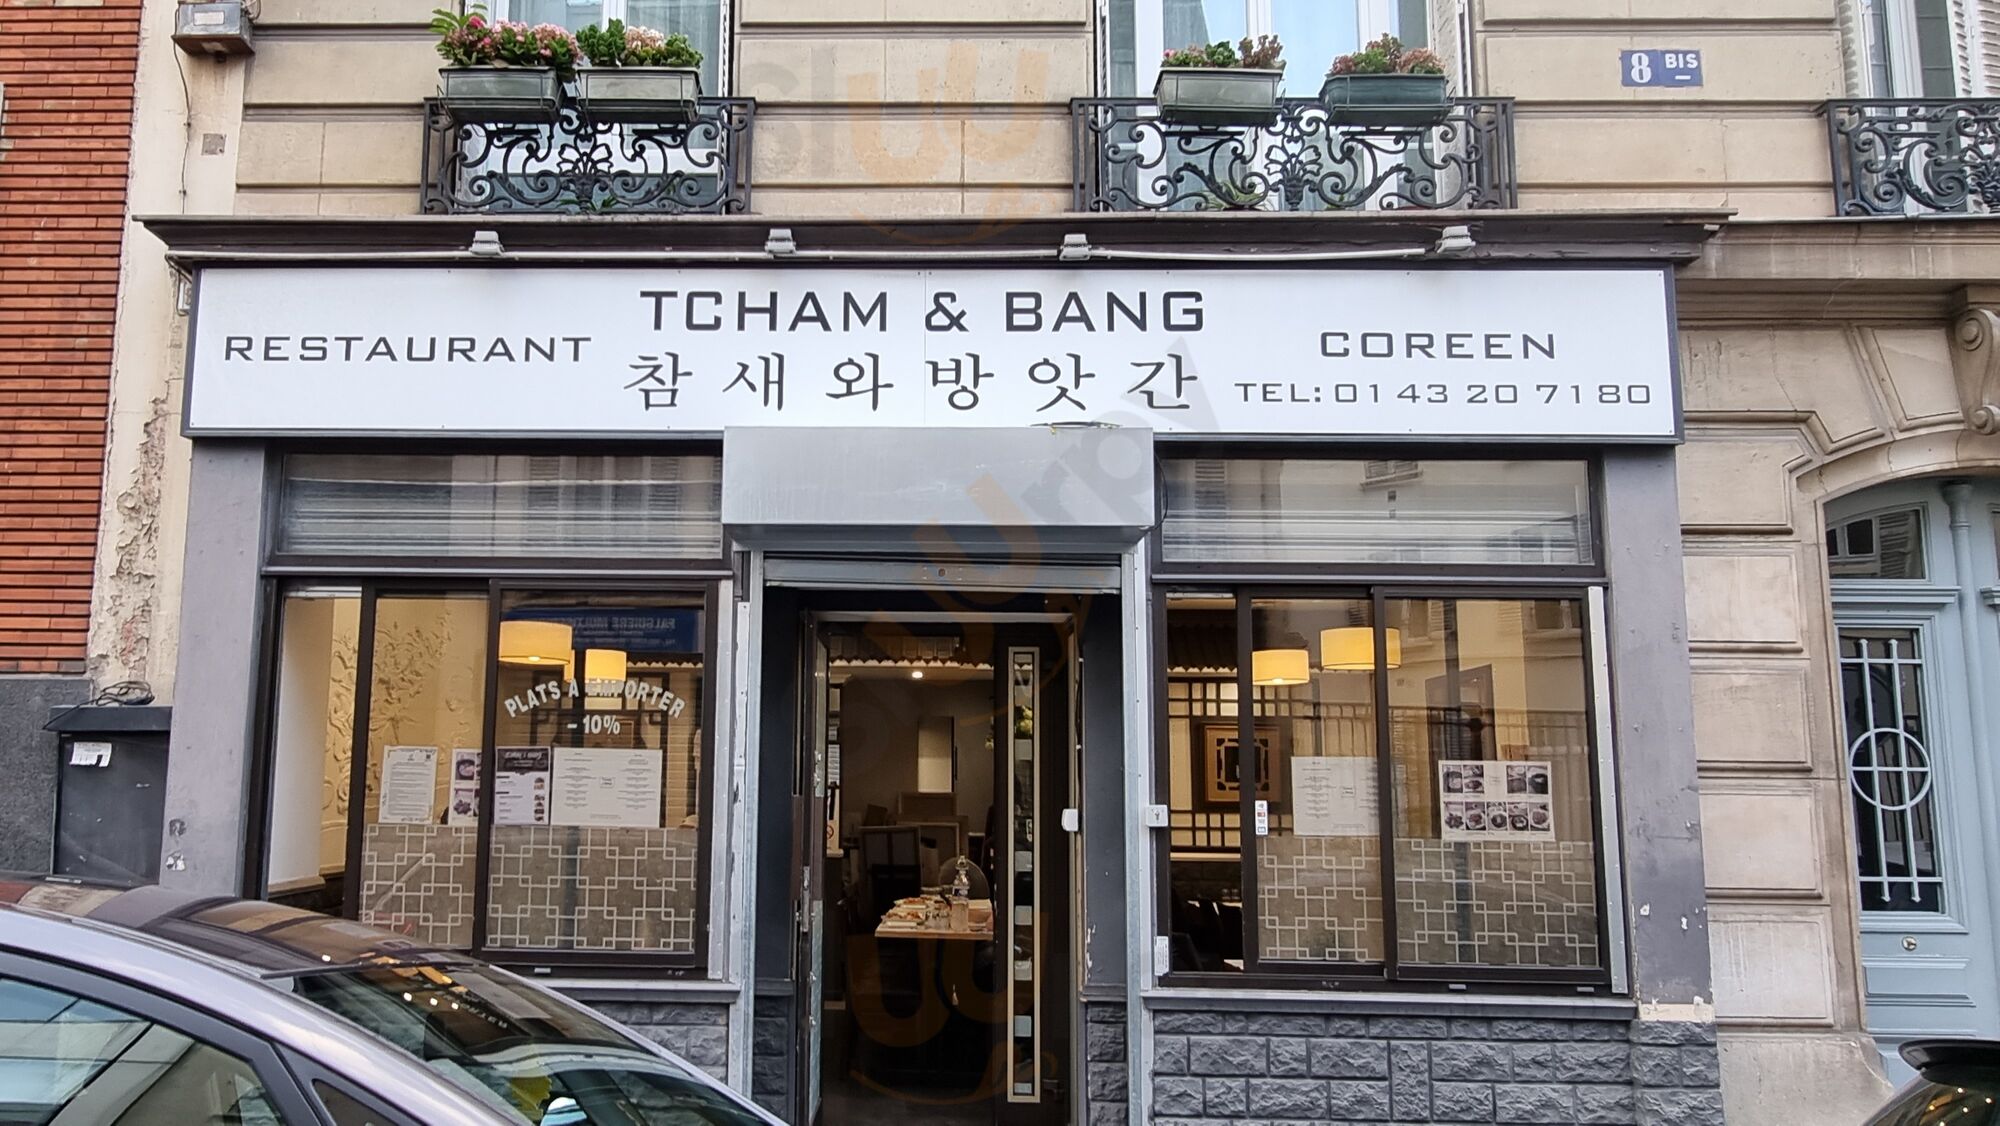 8 BIS
TCHAM & BANG
RESTAURANT
COREEN
참새와방앗간
TEL: 01 43 20 71 80
PLATS A EMPORTER
- 10%